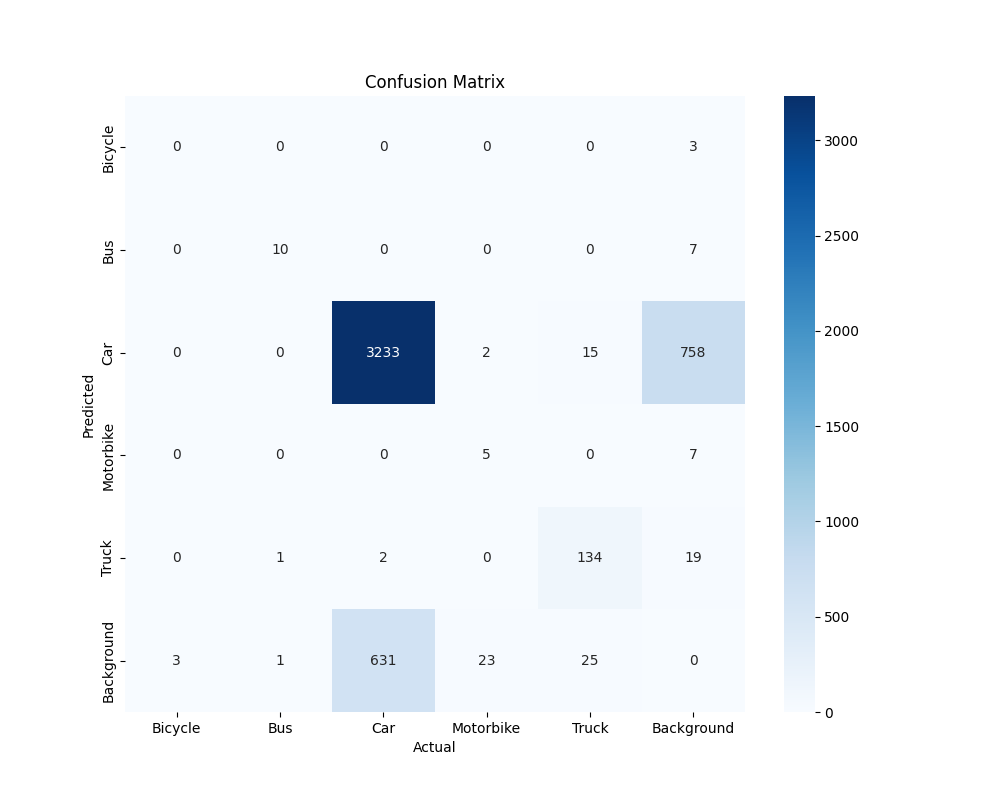 Confusion Matrix
Predicted
Bicycle 0 0 0 0 0 3
Bus 0 10 0 0 0 7
Car 0 0 3233 2 15 758
Motorbike 0 0 0 5 0 7
Truck 0 1 2 0 134 19
Background 3 1 631 23 25 0
Bicycle Bus Car Motorbike Truck Background
Actual
3000
2500
2000
1500
1000
500
0